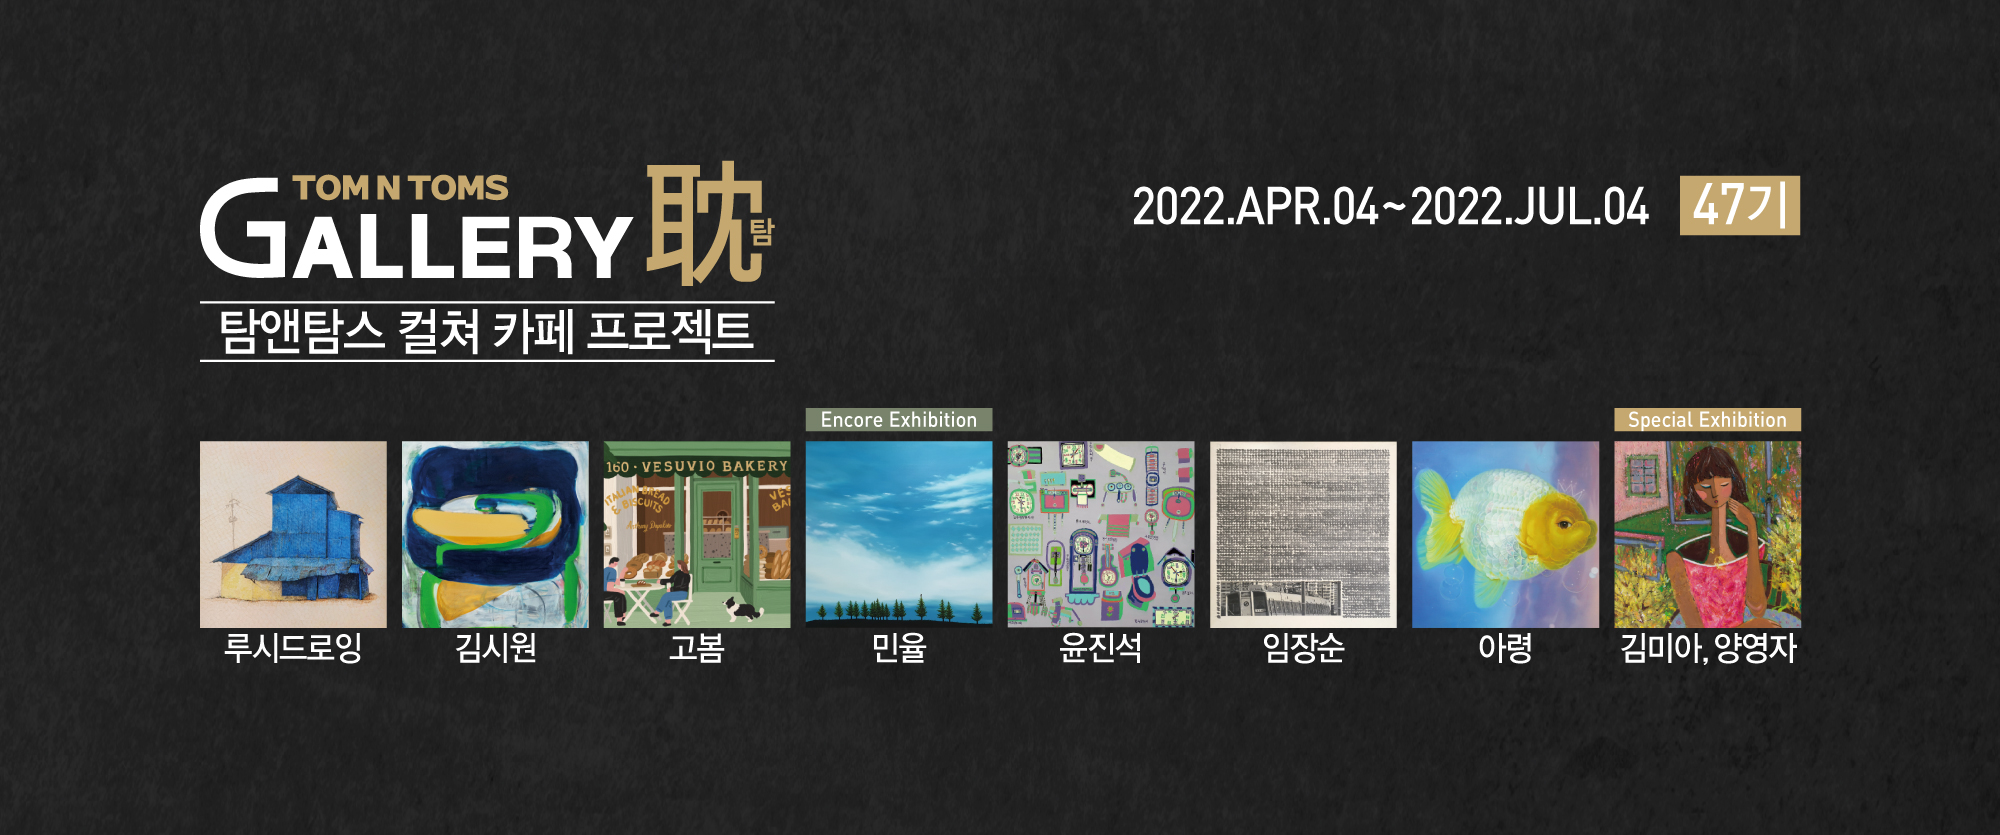 TOM N TOMS
GALLERY 耽 탐
탐앤탐스 컬쳐 카페 프로젝트
2022.APR.04~2022.JUL.04 47기
Encore Exhibition
Special Exhibition
160 · VESUVIO BAKERY
ITALIAN BREAD
& BISCUITS
루시드로잉
김시원
고봄
민율
윤진석
임장순
아령
김미아, 양영자